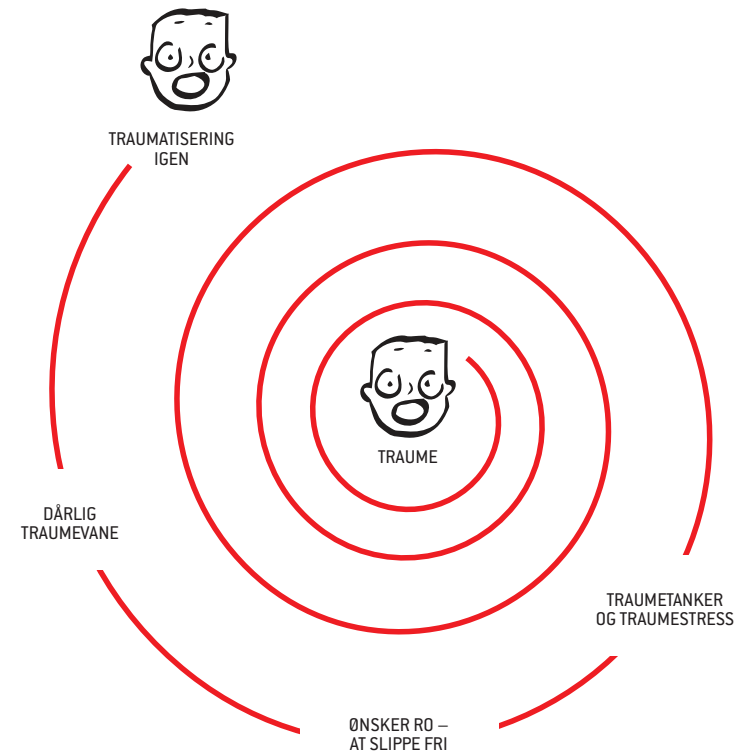 TRAUMATISERING
IGEN
TRAUME
DÅRLIG
TRAUMEVANE
TRAUMETANKER
OG TRAUMESTRESS
ØNSKER RO –
AT SLIPPE FRI